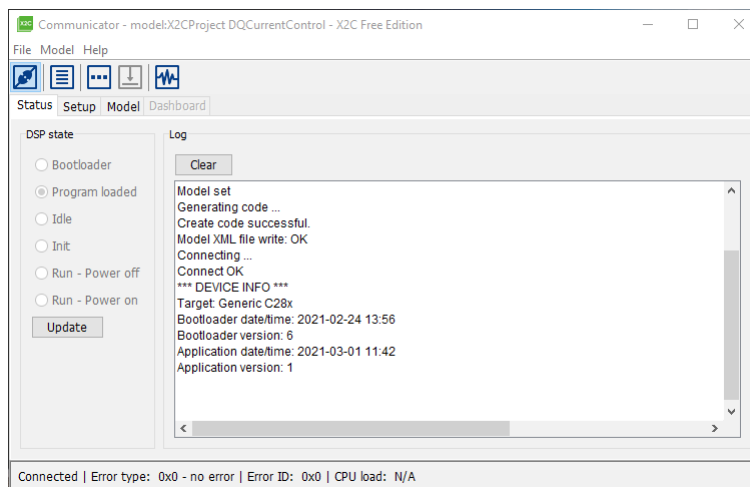 X2C Communicator - model:X2CProject DQCurrentControl - X2C Free Edition
File Model Help
Status Setup Model Dashboard
DSP state
Bootloader
Program loaded
Idle
Init
Run - Power off
Run - Power on
Update
Log
Clear
Model set
Generating code ...
Create code successful.
Model XML file write: OK
Connecting ...
Connect OK
*** DEVICE INFO ***
Target: Generic C28x
Bootloader date/time: 2021-02-24 13:56
Bootloader version: 6
Application date/time: 2021-03-01 11:42
Application version: 1
Connected | Error type: 0x0 - no error | Error ID: 0x0 | CPU load: N/A